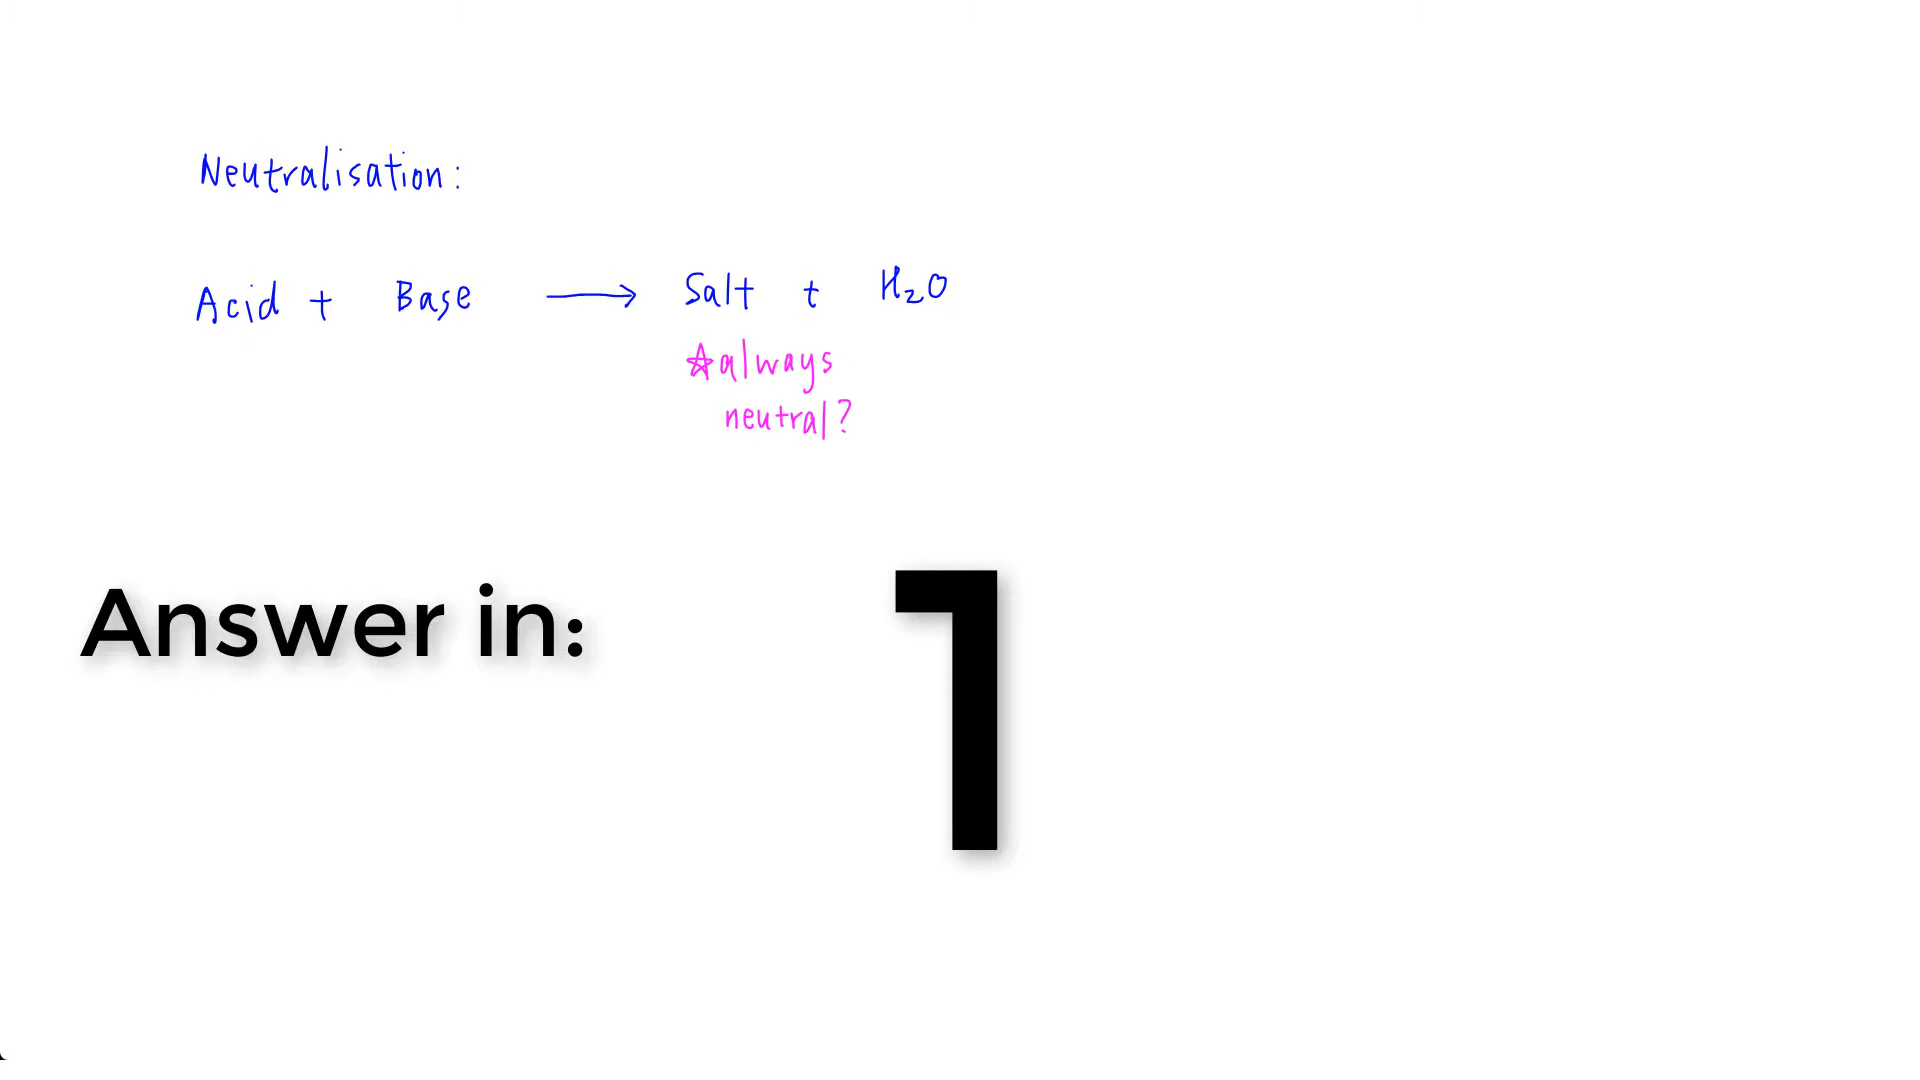 Neutralisation:
Acid + Base ⟶ Salt + H₂O
☆always
neutral?
Answer in: 1